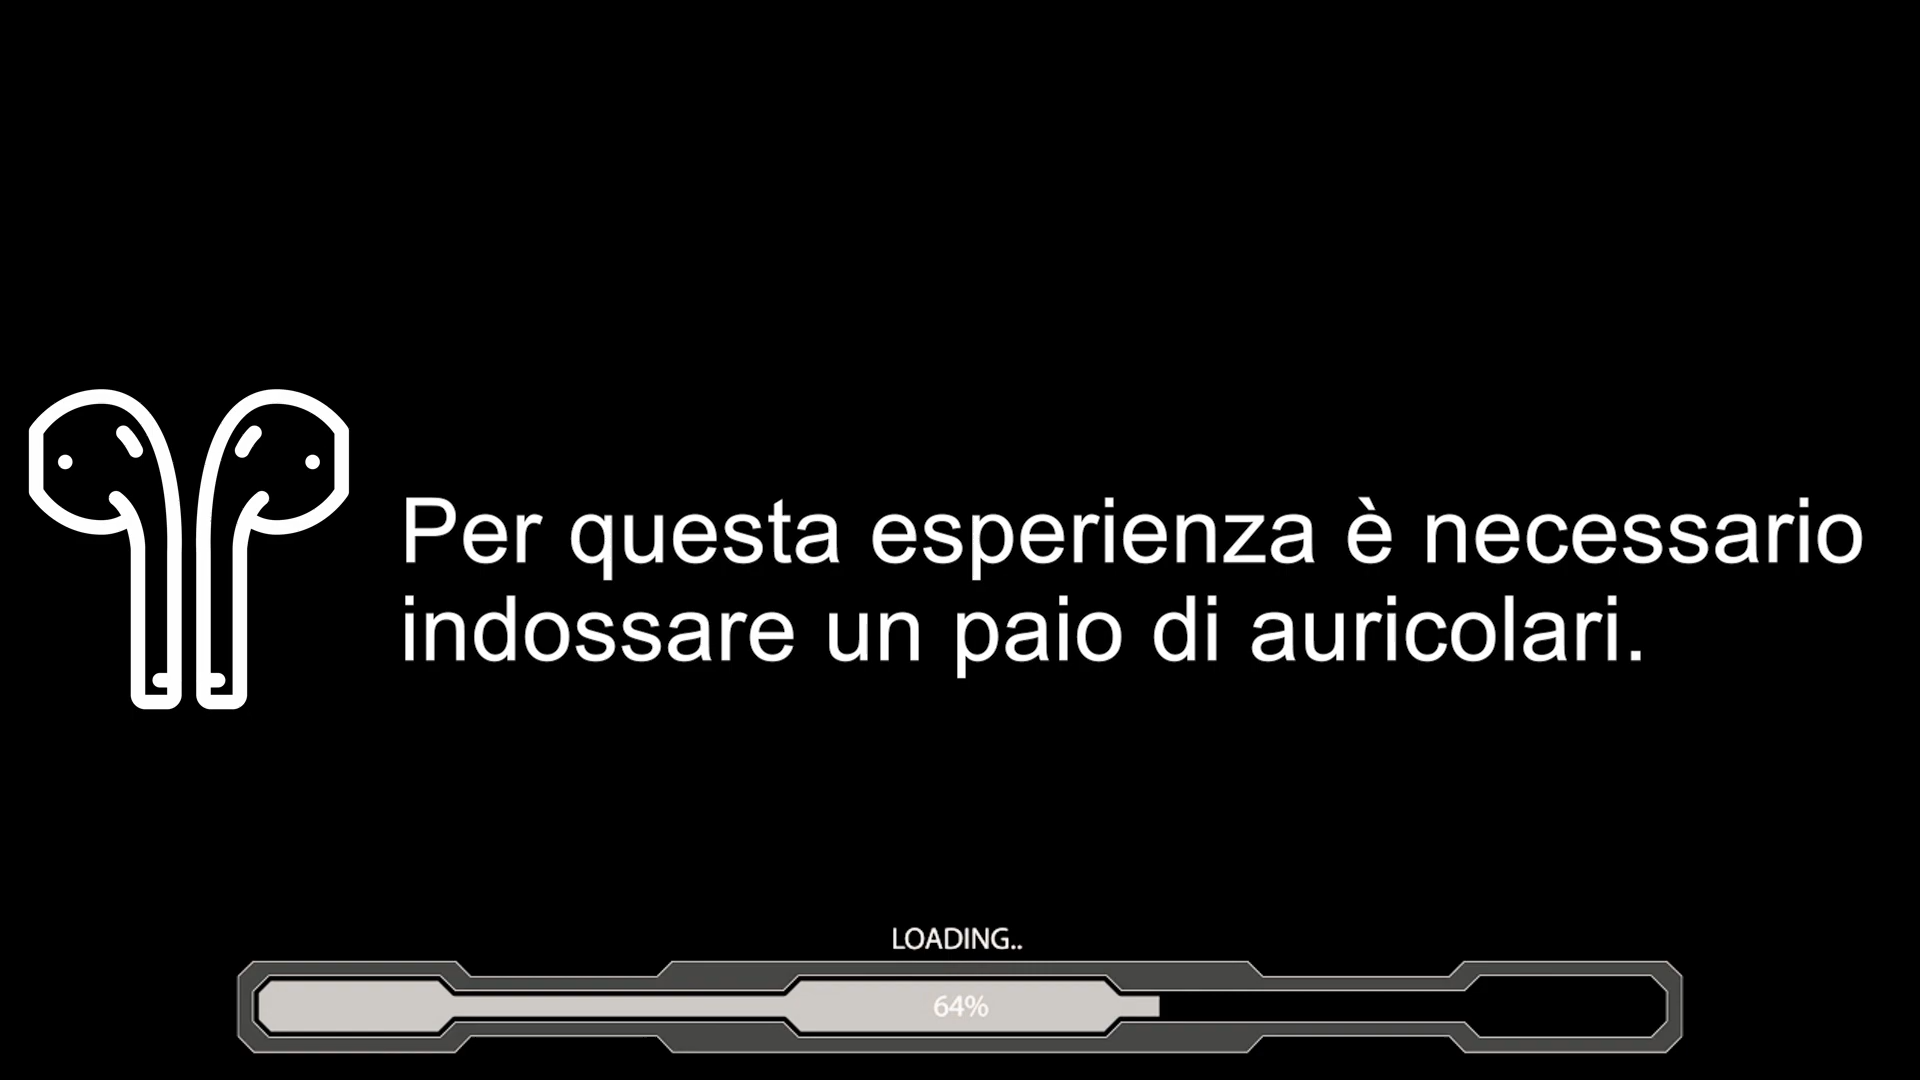 Per questa esperienza è necessario
indossare un paio di auricolari.
LOADING..
64%